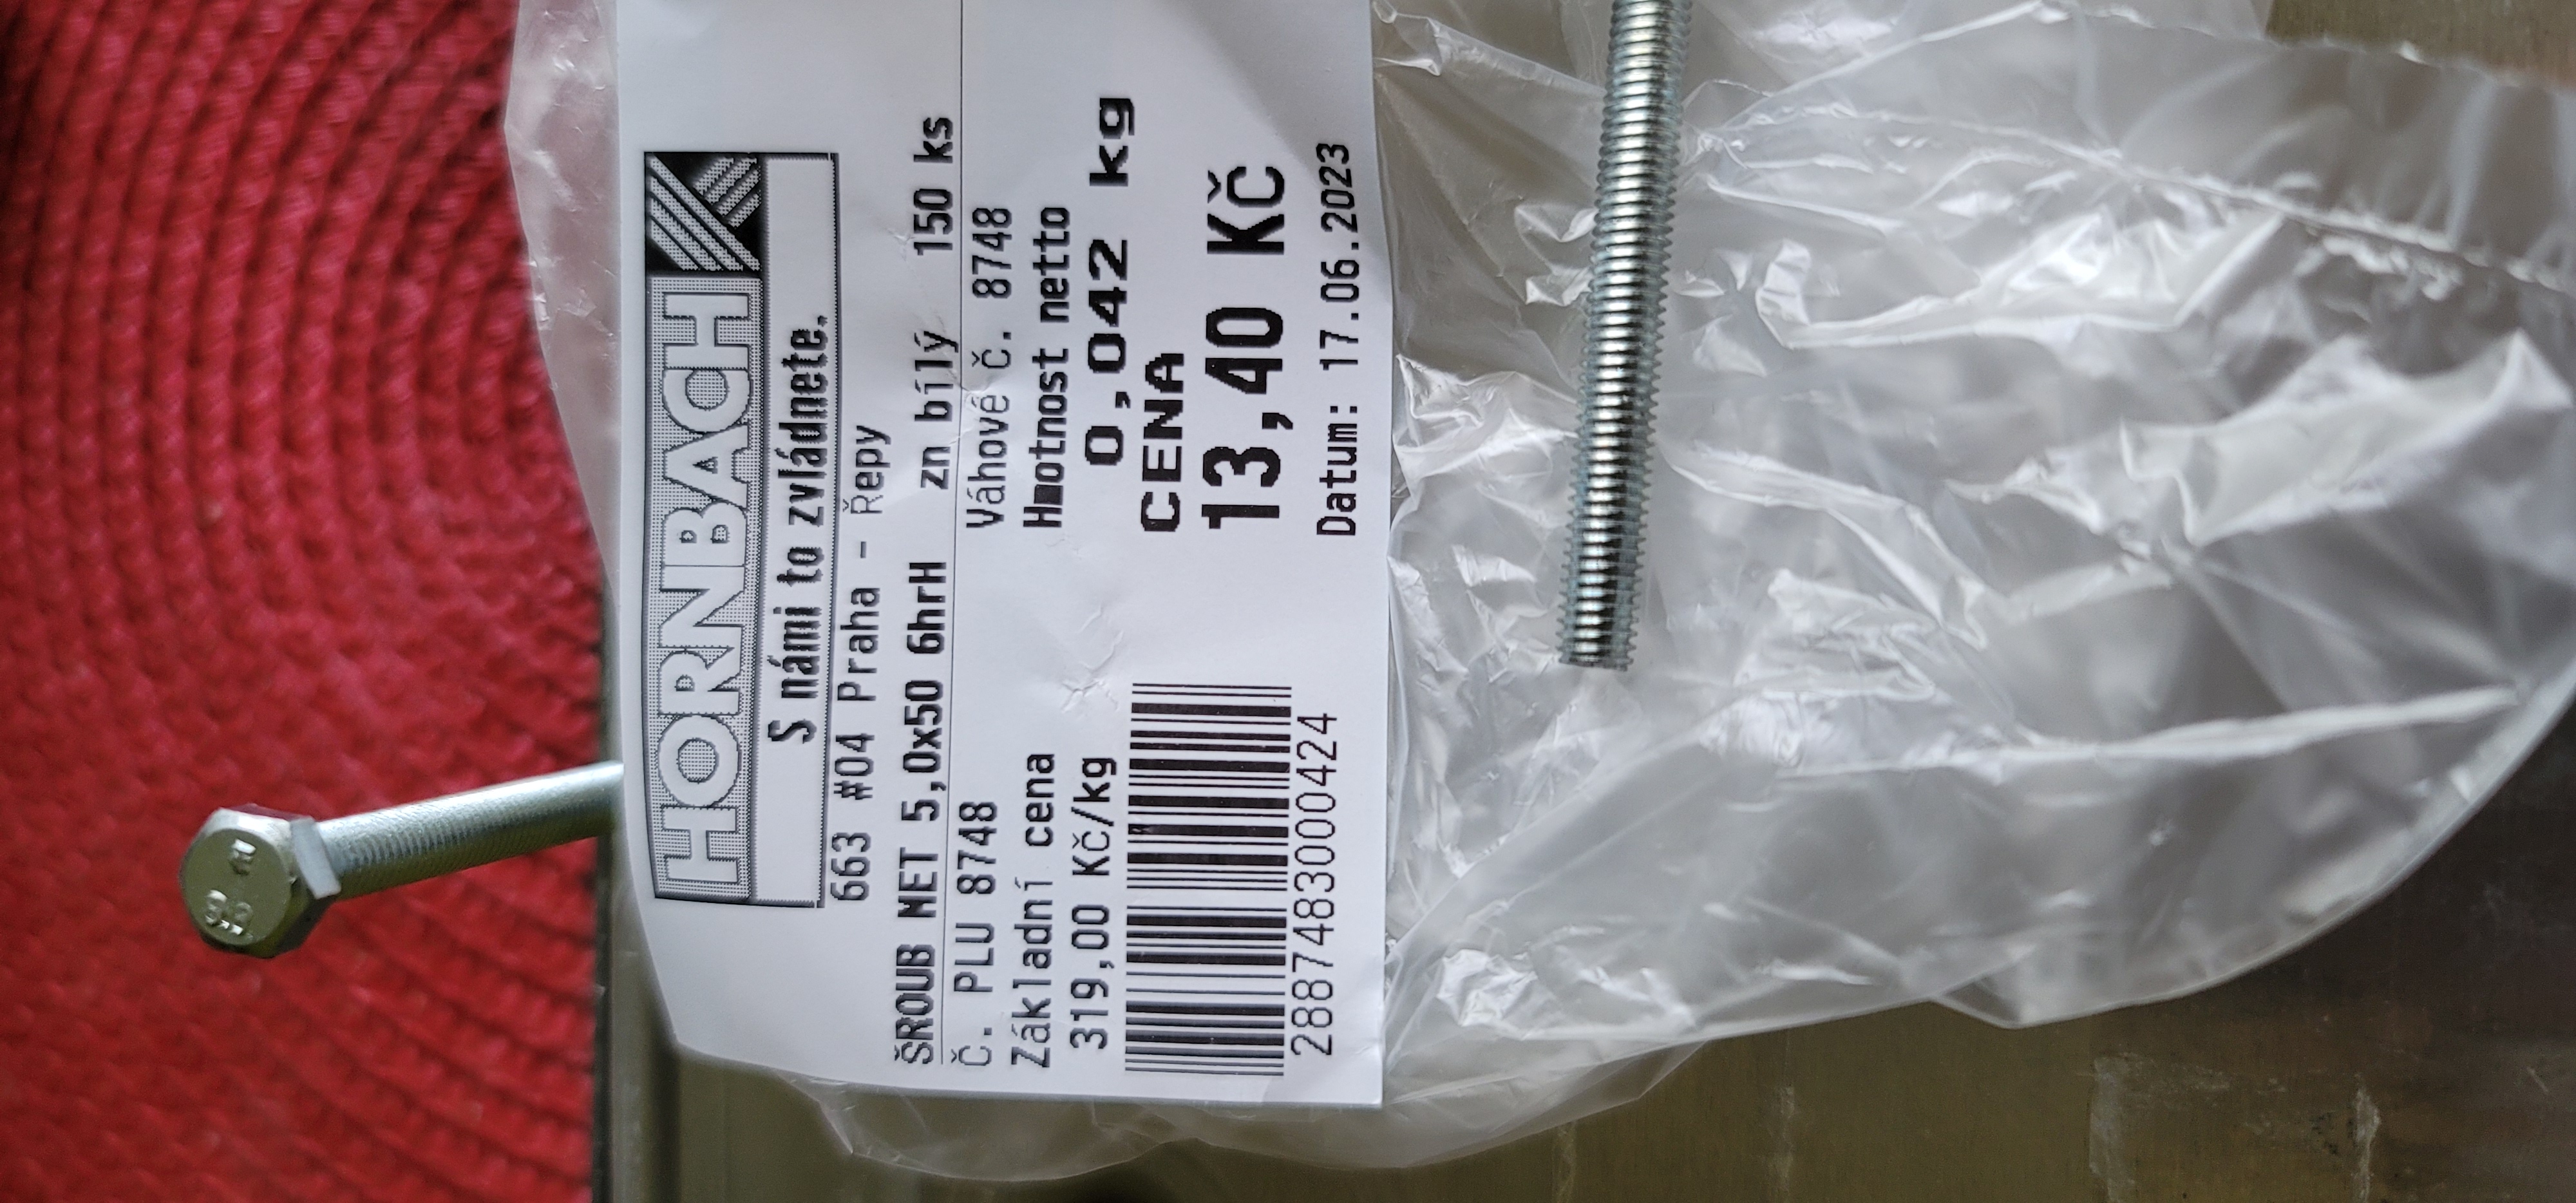 HORNBACH
S námi to zvládnete.
663 #04 Praha - Řepy
ŠROUB MET 5,0x50 6hrH zn bílý 150 ks
Č. PLU 8748
Váhové č. 8748
Základní cena
Hmotnost netto
319,00 Kč/kg
0,042 kg
CENA
13,40 KČ
2887483000424
Datum: 17.06.2023